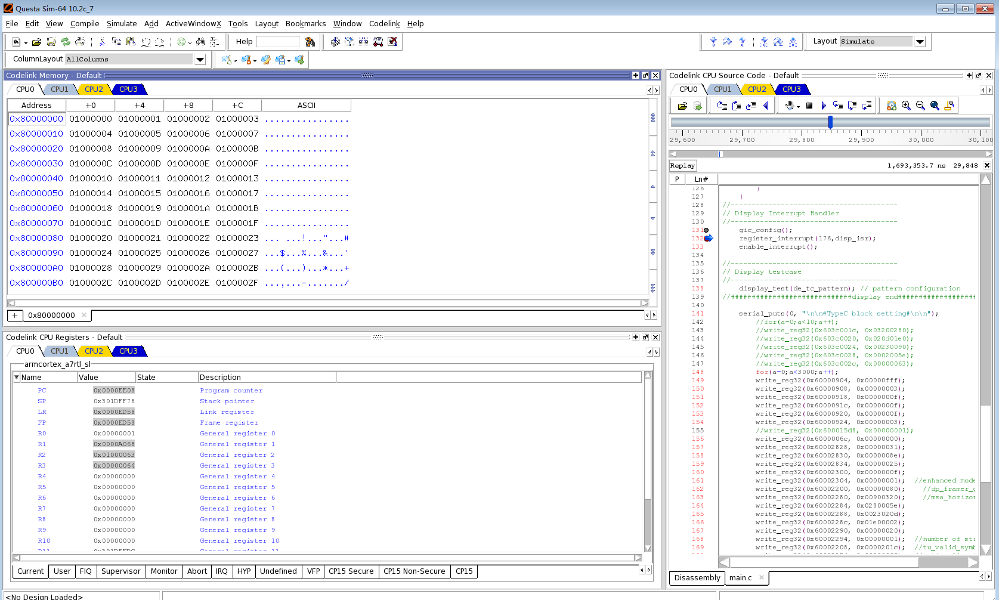 Questa Sim-64 10.2c_7
File Edit View Compile Simulate Add ActiveWindowX Tools Layout Bookmarks Window Codelink Help
Help
Layout Simulate
ColumnLayout AllColumns
Codelink Memory - Default
CPU0 CPU1 CPU2 CPU3
Address +0 +4 +8 +C ASCII
0x80000000 01000000 01000001 01000002 01000003 ................
0x80000010 01000004 01000005 01000006 01000007 ................
0x80000020 01000008 01000009 0100000A 0100000B ................
0x80000030 0100000C 0100000D 0100000E 0100000F ................
0x80000040 01000010 01000011 01000012 01000013 ................
0x80000050 01000014 01000015 01000016 01000017 ................
0x80000060 01000018 01000019 0100001A 0100001B ................
0x80000070 0100001C 0100001D 0100001E 0100001F ................
0x80000080 01000020 01000021 01000022 01000023 ... ...!..."...#
0x80000090 01000024 01000025 01000026 01000027 ...$...%...&...'
0x800000A0 01000028 01000029 0100002A 0100002B ...(...)...*...+
0x800000B0 0100002C 0100002D 0100002E 0100002F ...,...-......./
+ 0x80000000
Codelink CPU Registers - Default
CPU0 CPU1 CPU2 CPU3
armcortex_a7rtl_sl
Name Value State Description
PC 0x0000EE08 Program counter
SP 0x301DFF78 Stack pointer
LR 0x0000ED58 Link register
FP 0x0000ED58 Frame register
R0 0x00000001 General register 0
R1 0x0000A068 General register 1
R2 0x01000063 General register 2
R3 0x00000064 General register 3
R4 0x00000000 General register 4
R5 0x00000000 General register 5
R6 0x00000000 General register 6
R7 0x00000000 General register 7
R8 0x00000000 General register 8
R9 0x00000000 General register 9
R10 0x00000000 General register 10
Current User FIQ Supervisor Monitor Abort IRQ HYP Undefined VFP CP15 Secure CP15 Non-Secure CP15
<No Design Loaded>
Codelink CPU Source Code - Default
CPU0 CPU1 CPU2 CPU3
29,600 29,700 29,800 29,900 30,000 30,100
Replay 1,693,353.7 ns 29,848
P Ln#
126 }
127 }
128 //----------------------------------------
129 // Display Interrupt Handler
130 //----------------------------------------
131 gic_config();
132 register_interrupt(176,disp_isr);
133 enable_interrupt();
134
135 //----------------------------------------
136 // Display testcase
137 //----------------------------------------
138 display_test(de_tc_pattern); // pattern configuration
139 //#############################display end###################
140
141 serial_puts(0, "\n\n#TypeC block setting#\n\n");
142 //for(a=0;a<10;a++);
143 //write_reg32(0x603c001c, 0x03200280);
144 //write_reg32(0x603c0020, 0x020d01e0);
145 //write_reg32(0x603c0024, 0x00230090);
146 //write_reg32(0x603c0028, 0x0002005e);
147 //write_reg32(0x603c002c, 0x00000063);
148 for(a=0;a<3000;a++);
149 write_reg32(0x60000904, 0x00000fff);
150 write_reg32(0x60000908, 0x00000003);
151 write_reg32(0x60000918, 0x0000000f);
152 write_reg32(0x6000091c, 0x0000000f);
153 write_reg32(0x60000920, 0x0000000f);
154 write_reg32(0x60000924, 0x00000003);
155 //write_reg32(0x600015d8, 0x00000001);
156 write_reg32(0x6000006c, 0x00000000);
157 write_reg32(0x60002828, 0x00000031);
158 write_reg32(0x60002830, 0x0000008e);
159 write_reg32(0x60002834, 0x00000025);
160 write_reg32(0x60002300, 0x0000000f);
161 write_reg32(0x60002304, 0x00000001); //enhanced mode
162 write_reg32(0x60002200, 0x00000080); //dp_framer_
163 write_reg32(0x60002280, 0x00900320); //msa_horizon
164 write_reg32(0x60002284, 0x0280005e);
165 write_reg32(0x60002288, 0x0023020d);
166 write_reg32(0x6000228c, 0x01e00002);
167 write_reg32(0x60002290, 0x00000020);
168 write_reg32(0x60002294, 0x00000001); //number of str
169 write_reg32(0x60002208, 0x0000201c); //tu_valid_symb
Disassembly main.c